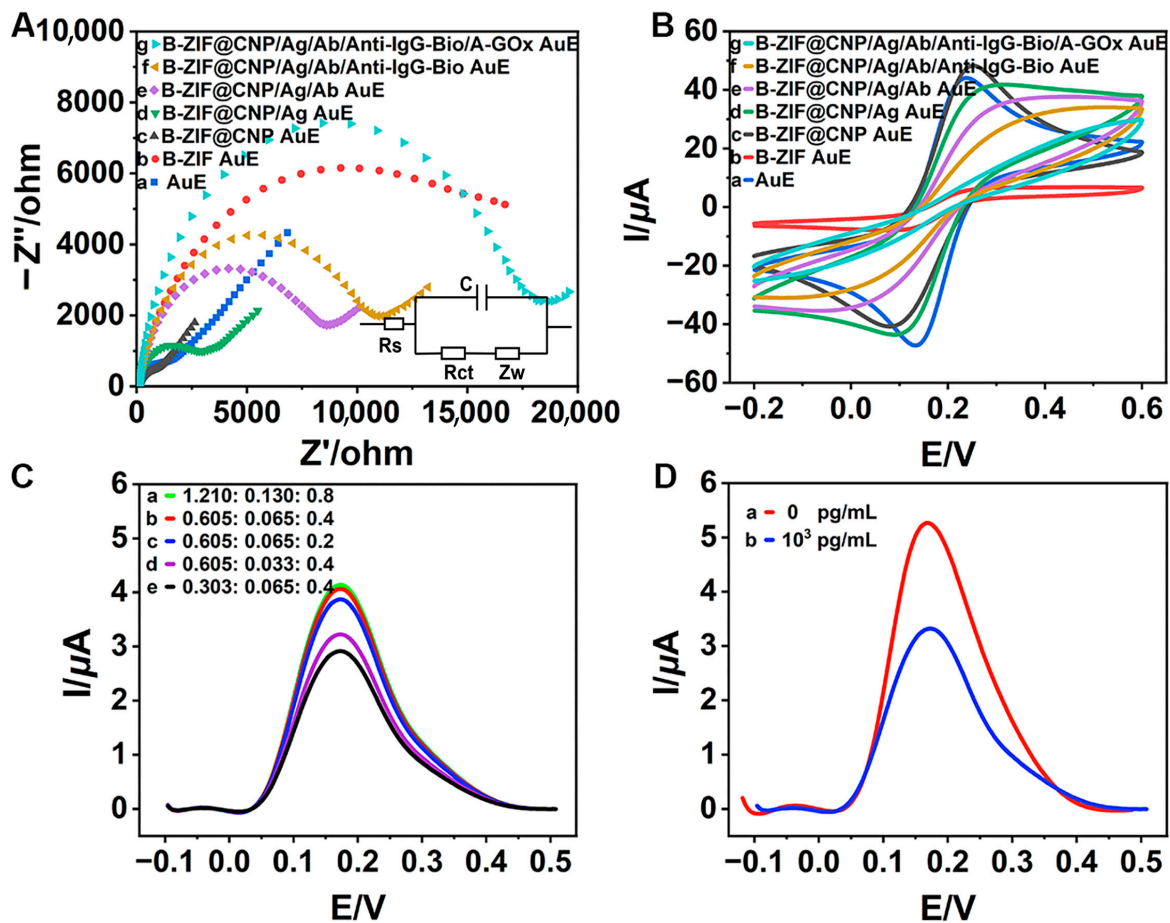 A
10,000
8000
6000
4000
2000
0
−Z''/ohm
g B-ZIF@CNP/Ag/Ab/Anti-IgG-Bio/A-GOx AuE
f B-ZIF@CNP/Ag/Ab/Anti-IgG-Bio AuE
e B-ZIF@CNP/Ag/Ab AuE
d B-ZIF@CNP/Ag AuE
c B-ZIF@CNP AuE
b B-ZIF AuE
a AuE
C
Rs
Rct Zw
0 5000 10,000 15,000 20,000
Z'/ohm
B
60
40
20
0
−20
−40
−60
I/µA
g B-ZIF@CNP/Ag/Ab/Anti-IgG-Bio/A-GOx AuE
f B-ZIF@CNP/Ag/Ab/Anti-IgG-Bio AuE
e B-ZIF@CNP/Ag/Ab AuE
d B-ZIF@CNP/Ag AuE
c B-ZIF@CNP AuE
b B-ZIF AuE
a AuE
−0.2 0.0 0.2 0.4 0.6
E/V
C
6
5
4
3
2
1
0
I/µA
a 1.210: 0.130: 0.8
b 0.605: 0.065: 0.4
c 0.605: 0.065: 0.2
d 0.605: 0.033: 0.4
e 0.303: 0.065: 0.4
−0.1 0.0 0.1 0.2 0.3 0.4 0.5
E/V
D
6
5
4
3
2
1
0
I/µA
a 0 pg/mL
b 10³ pg/mL
−0.1 0.0 0.1 0.2 0.3 0.4 0.5
E/V